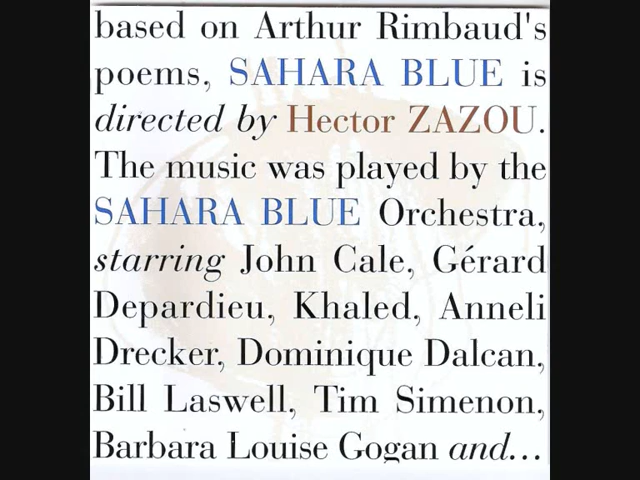 based on Arthur Rimbaud's
poems, SAHARA BLUE is
directed by Hector ZAZOU.
The music was played by the
SAHARA BLUE Orchestra,
starring John Cale, Gérard
Depardieu, Khaled, Anneli
Drecker, Dominique Dalcan,
Bill Laswell, Tim Simenon,
Barbara Louise Gogan and...